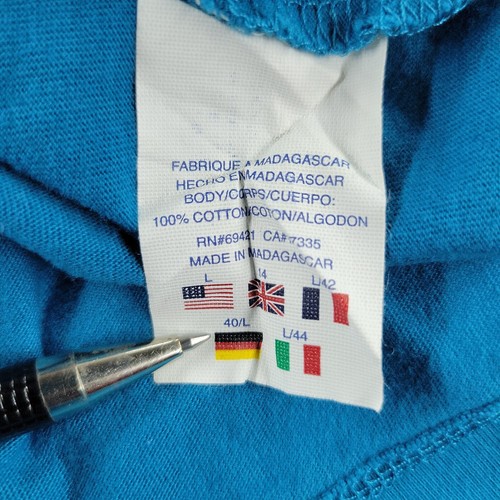 FABRIQUE A MADAGASCAR
HECHO EN MADAGASCAR
BODY/CORPS/CUERPO:
100% COTTON/COTON/ALGODON
RN#69421 CA#17335
MADE IN MADAGASCAR
L 14 L/42
40/L L/44